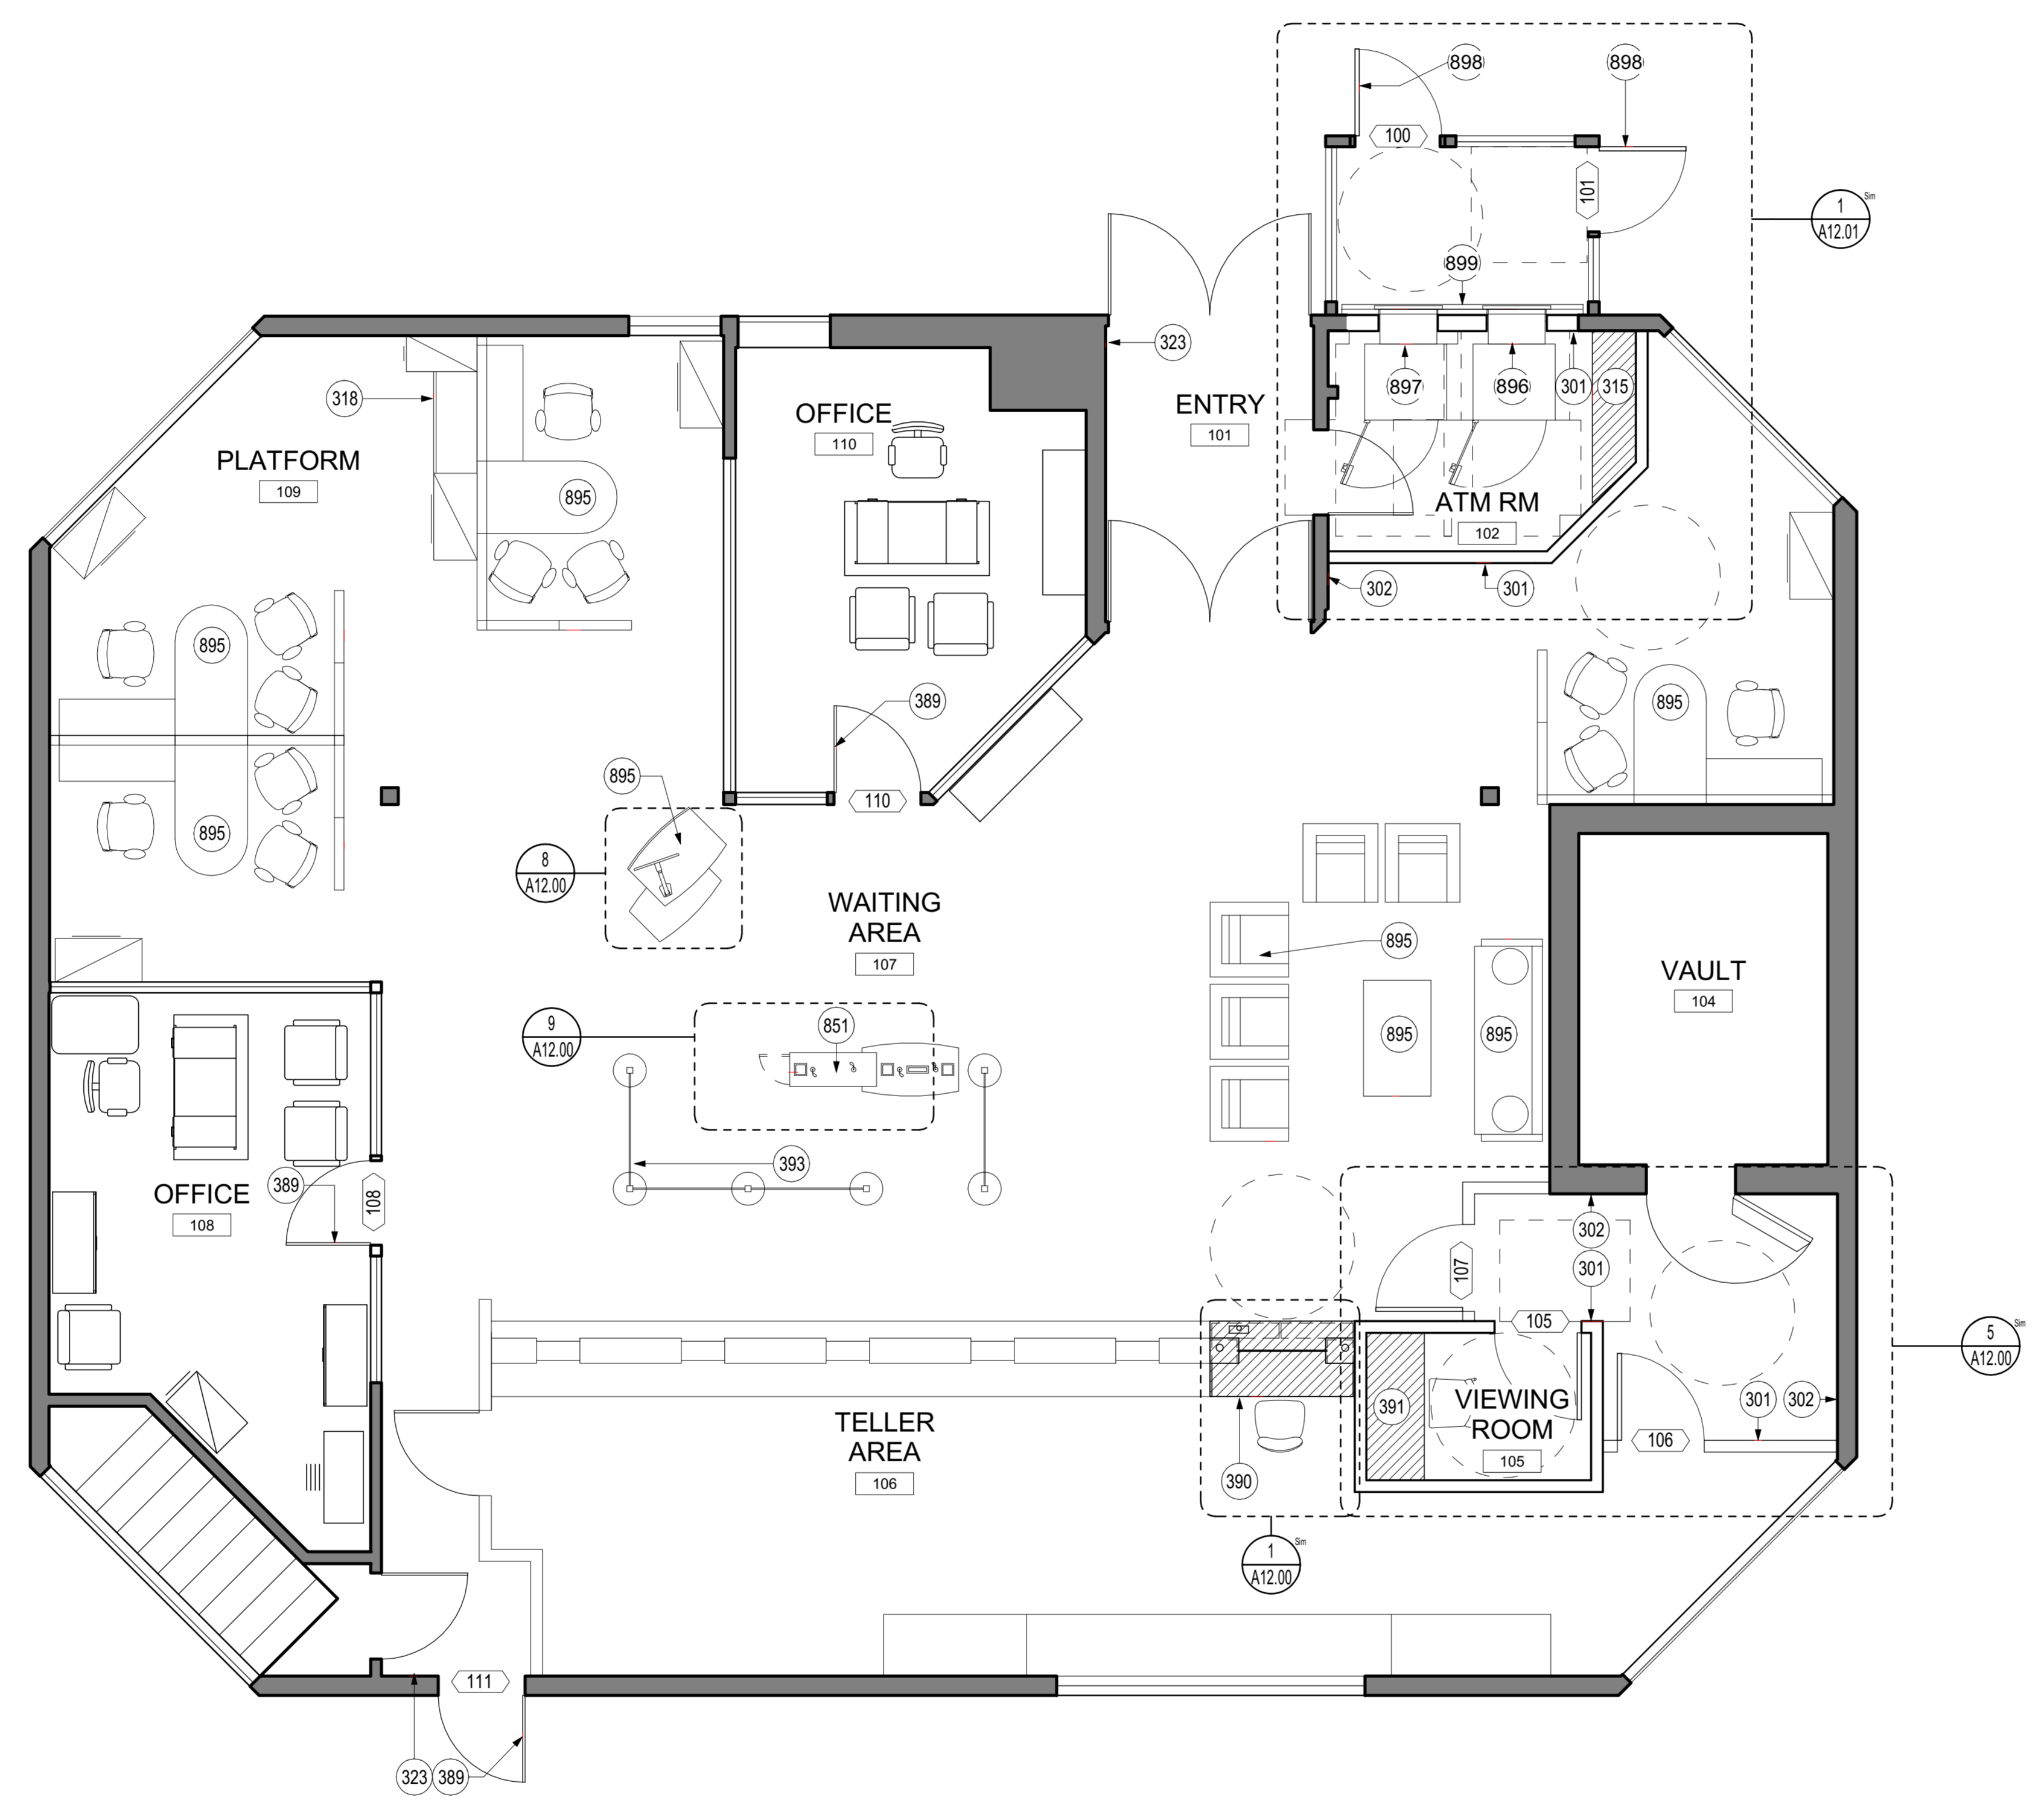 898
898
100
101
1
Sim
A12.01
899
323
318
897
896
301
315
OFFICE
110
ENTRY
101
PLATFORM
109
895
ATM RM
102
302
301
895
389
895
895
110
895
8
A12.00
WAITING
AREA
107
895
VAULT
104
9
A12.00
851
895
895
393
389
108
OFFICE
108
302
107
301
105
5
Sim
A12.00
391
VIEWING
ROOM
105
301
302
106
TELLER
AREA
106
390
1
Sim
A12.00
111
323
389
895